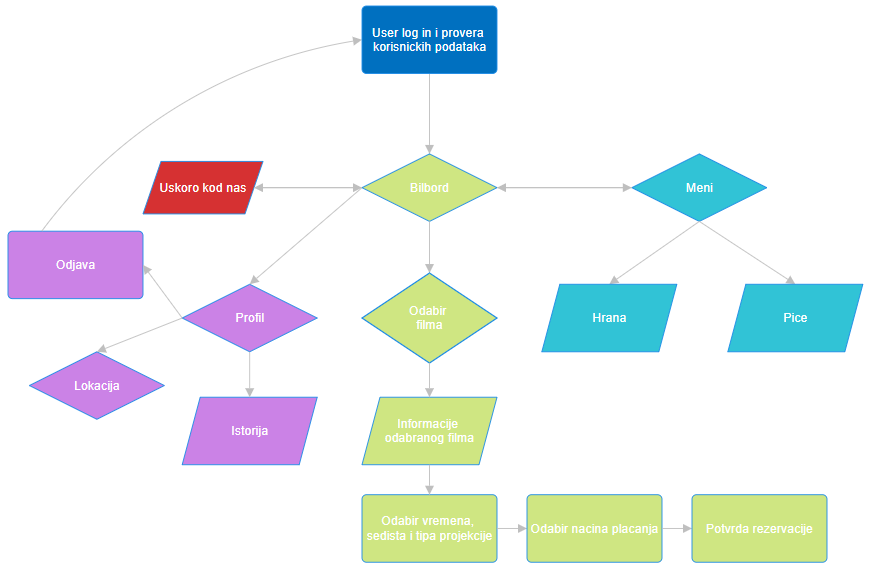 User log in i provera
korisnickih podataka
Uskoro kod nas
Bilbord
Meni
Odjava
Profil
Odabir
filma
Hrana
Pice
Lokacija
Istorija
Informacije
odabranog filma
Odabir vremena,
sedista i tipa projekcije
Odabir nacina placanja
Potvrda rezervacije